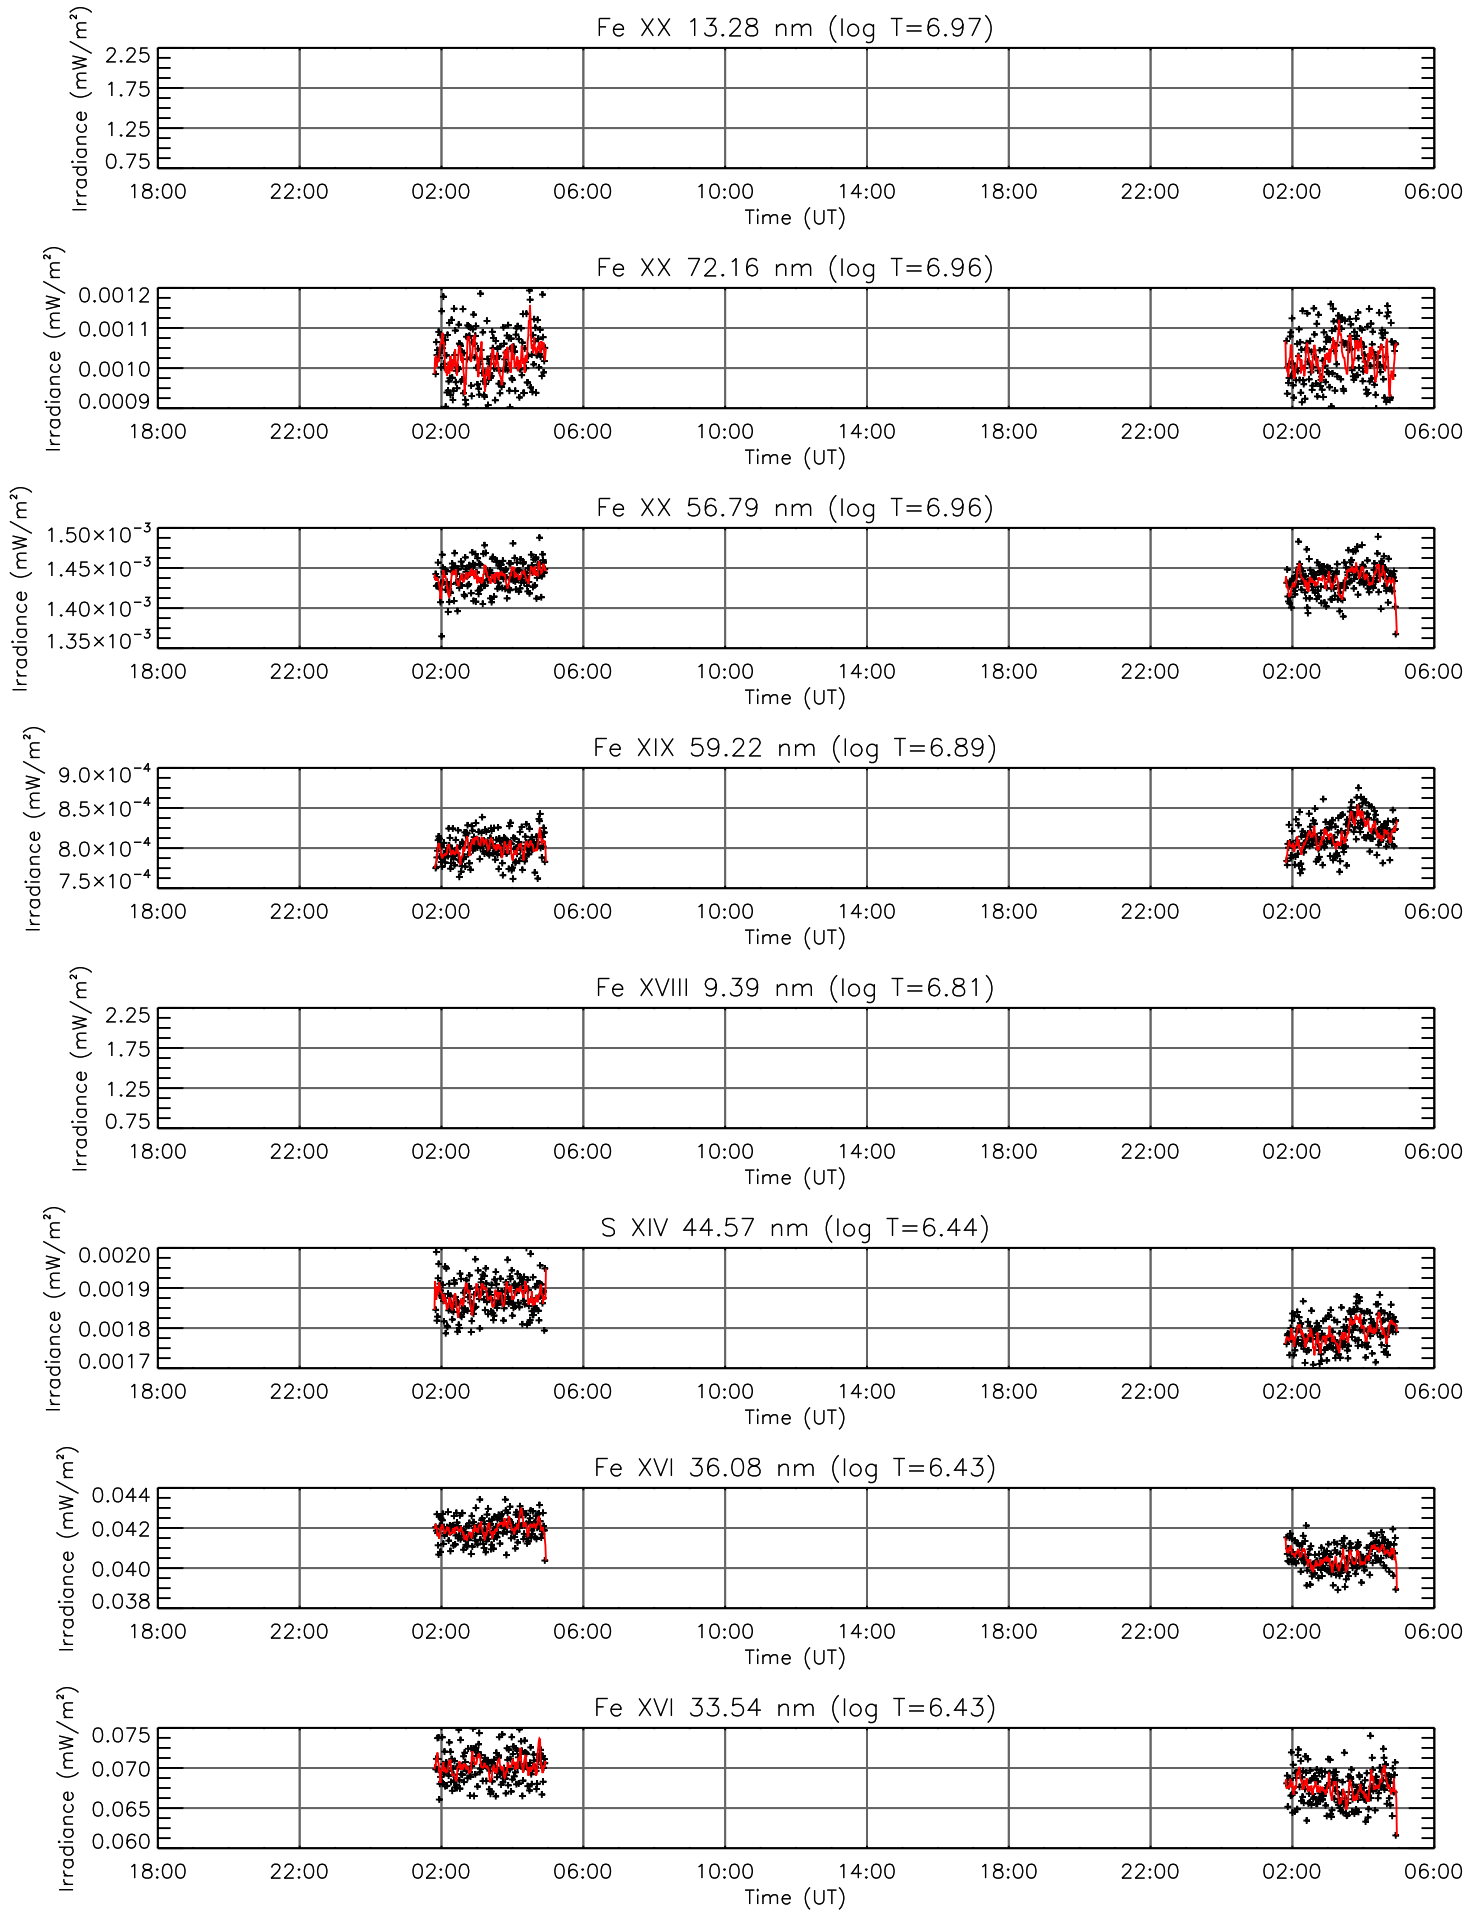 Fe XX 13.28 nm (log T=6.97)
Irradiance (mW/m²)
2.25
1.75
1.25
0.75
18:00 22:00 02:00 06:00 10:00 14:00 18:00 22:00 02:00 06:00
Time (UT)
Fe XX 72.16 nm (log T=6.96)
Irradiance (mW/m²)
0.0012
0.0011
0.0010
0.0009
18:00 22:00 02:00 06:00 10:00 14:00 18:00 22:00 02:00 06:00
Time (UT)
Fe XX 56.79 nm (log T=6.96)
Irradiance (mW/m²)
1.50×10⁻³
1.45×10⁻³
1.40×10⁻³
1.35×10⁻³
18:00 22:00 02:00 06:00 10:00 14:00 18:00 22:00 02:00 06:00
Time (UT)
Fe XIX 59.22 nm (log T=6.89)
Irradiance (mW/m²)
9.0×10⁻⁴
8.5×10⁻⁴
8.0×10⁻⁴
7.5×10⁻⁴
18:00 22:00 02:00 06:00 10:00 14:00 18:00 22:00 02:00 06:00
Time (UT)
Fe XVIII 9.39 nm (log T=6.81)
Irradiance (mW/m²)
2.25
1.75
1.25
0.75
18:00 22:00 02:00 06:00 10:00 14:00 18:00 22:00 02:00 06:00
Time (UT)
S XIV 44.57 nm (log T=6.44)
Irradiance (mW/m²)
0.0020
0.0019
0.0018
0.0017
18:00 22:00 02:00 06:00 10:00 14:00 18:00 22:00 02:00 06:00
Time (UT)
Fe XVI 36.08 nm (log T=6.43)
Irradiance (mW/m²)
0.044
0.042
0.040
0.038
18:00 22:00 02:00 06:00 10:00 14:00 18:00 22:00 02:00 06:00
Time (UT)
Fe XVI 33.54 nm (log T=6.43)
Irradiance (mW/m²)
0.075
0.070
0.065
0.060
18:00 22:00 02:00 06:00 10:00 14:00 18:00 22:00 02:00 06:00
Time (UT)